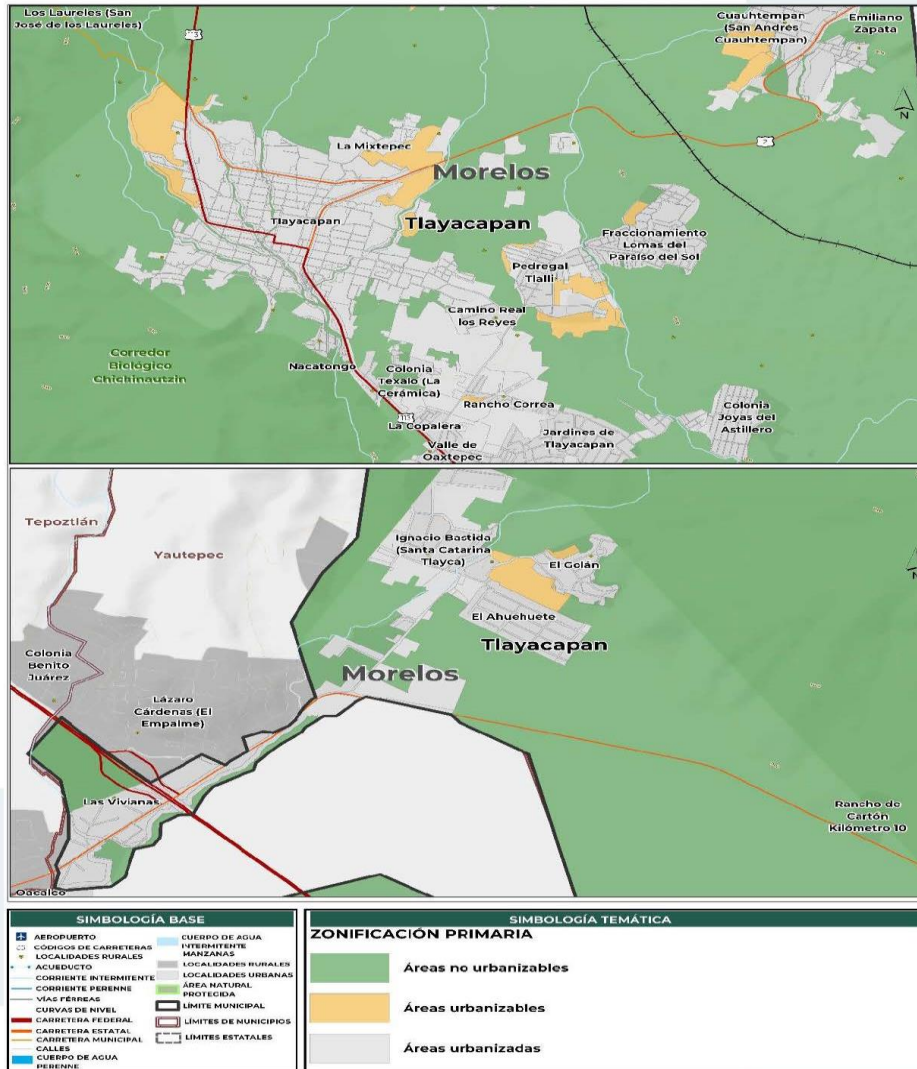 Los Laureles (San
José de los Laureles)
Cuauhtempan
(San Andrés
Cuauhtempan)
Emiliano
Zapata
N
2
La Mixtepec
Morelos
Tlayacapan
Tlayacapan
Fraccionamiento
Lomas del
Paraíso del Sol
Pedregal
Tlalli
Camino Real
los Reyes
Corredor
Biológico
Chichinautzin
Nacatongo
Colonia
Texalo (La
Cerámica)
Rancho Correa
Colonia
Joyas del
Astillero
La Copalera
Jardines de
Tlayacapan
Valle de
Oaxtepec
Tepoztlán
Yautepec
Ignacio Bastida
(Santa Catarina
Tlayca)
El Golán
El Ahuehuete
Tlayacapan
Colonia
Benito
Juárez
Morelos
Lázaro
Cárdenas (El
Empalme)
Las Vivianas
Rancho de
Cartón
Kilómetro 10
Oacalco
SIMBOLOGÍA BASE
AEROPUERTO
CÓDIGOS DE CARRETERAS
LOCALIDADES RURALES
ACUEDUCTO
CORRIENTE INTERMITENTE
CORRIENTE PERENNE
VÍAS FÉRREAS
CURVAS DE NIVEL
CARRETERA FEDERAL
CARRETERA ESTATAL
CARRETERA MUNICIPAL
CALLES
CUERPO DE AGUA
PERENNE
CUERPO DE AGUA
INTERMITENTE
MANZANAS
LOCALIDADES RURALES
LOCALIDADES URBANAS
ÁREA NATURAL
PROTEGIDA
LÍMITE MUNICIPAL
LÍMITES DE MUNICIPIOS
LÍMITES ESTATALES
SIMBOLOGÍA TEMÁTICA
ZONIFICACIÓN PRIMARIA
Áreas no urbanizables
Áreas urbanizables
Áreas urbanizadas